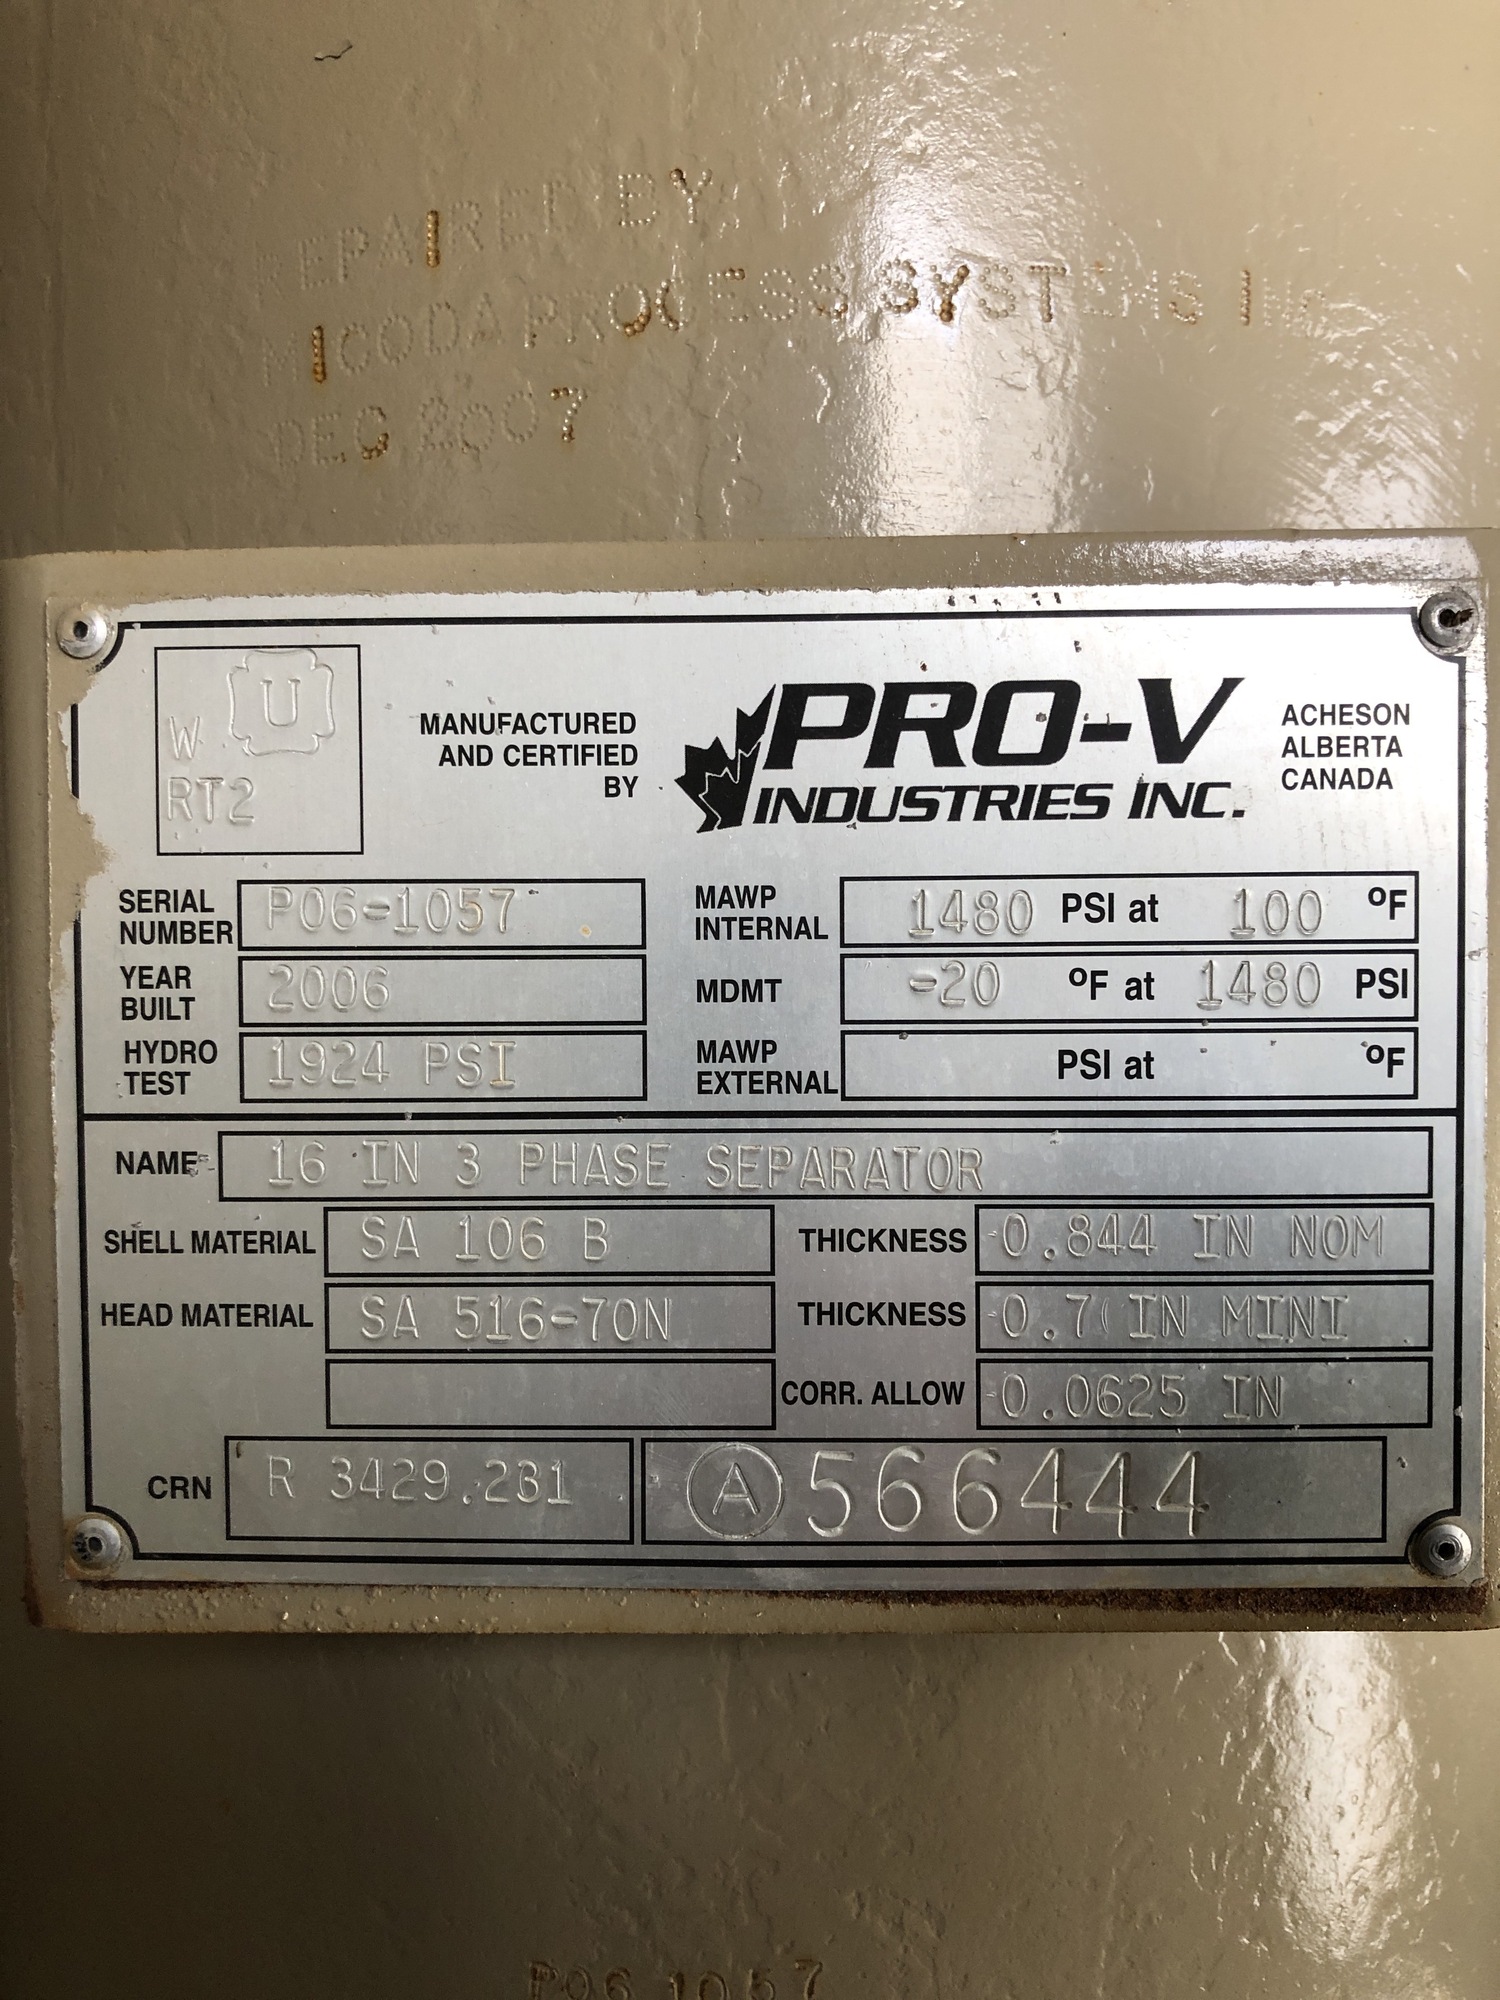 REPAIRED BY,
MICODA PROCESS SYSTEMS Inc
DEC 2007
U
W
RT2
MANUFACTURED
AND CERTIFIED
BY
PRO-V
INDUSTRIES INC.
ACHESON
ALBERTA
CANADA
SERIAL
NUMBER
P06-1057
MAWP
INTERNAL
1480 PSI at 100 ºF
YEAR
BUILT
2006
MDMT
-20 ºF at 1480 PSI
HYDRO
TEST
1924 PSI
MAWP
EXTERNAL
PSI at ºF
NAME 16 IN 3 PHASE SEPARATOR
SHELL MATERIAL SA 106 B
THICKNESS 0.844 IN NOM
HEAD MATERIAL SA 516-70N
THICKNESS IN MINI
CORR. ALLOW 0.0625 IN
CRN R 3429.231
A 566444
P06 1057